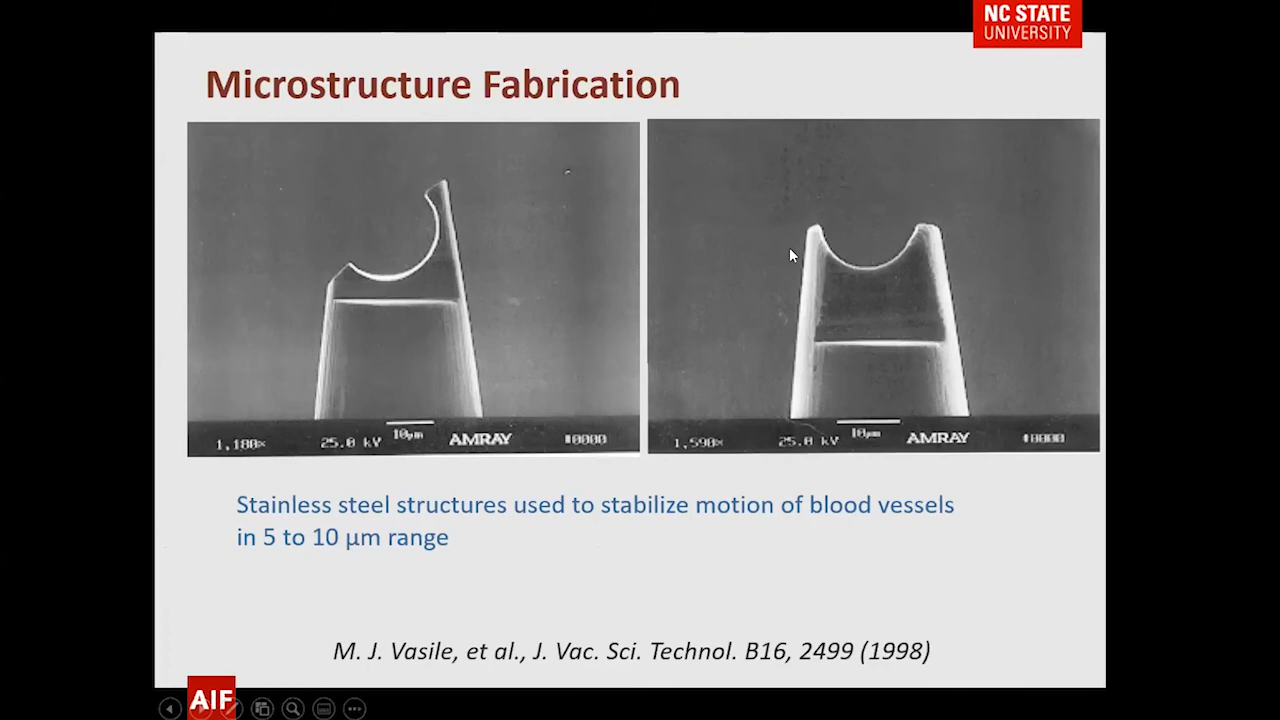 NC STATE
UNIVERSITY
Microstructure Fabrication
1,180× 25.0 kV 10μm AMRAY #0000
1,590× 25.0 kV 10μm AMRAY #0000
Stainless steel structures used to stabilize motion of blood vessels
in 5 to 10 μm range
M. J. Vasile, et al., J. Vac. Sci. Technol. B16, 2499 (1998)
AIF